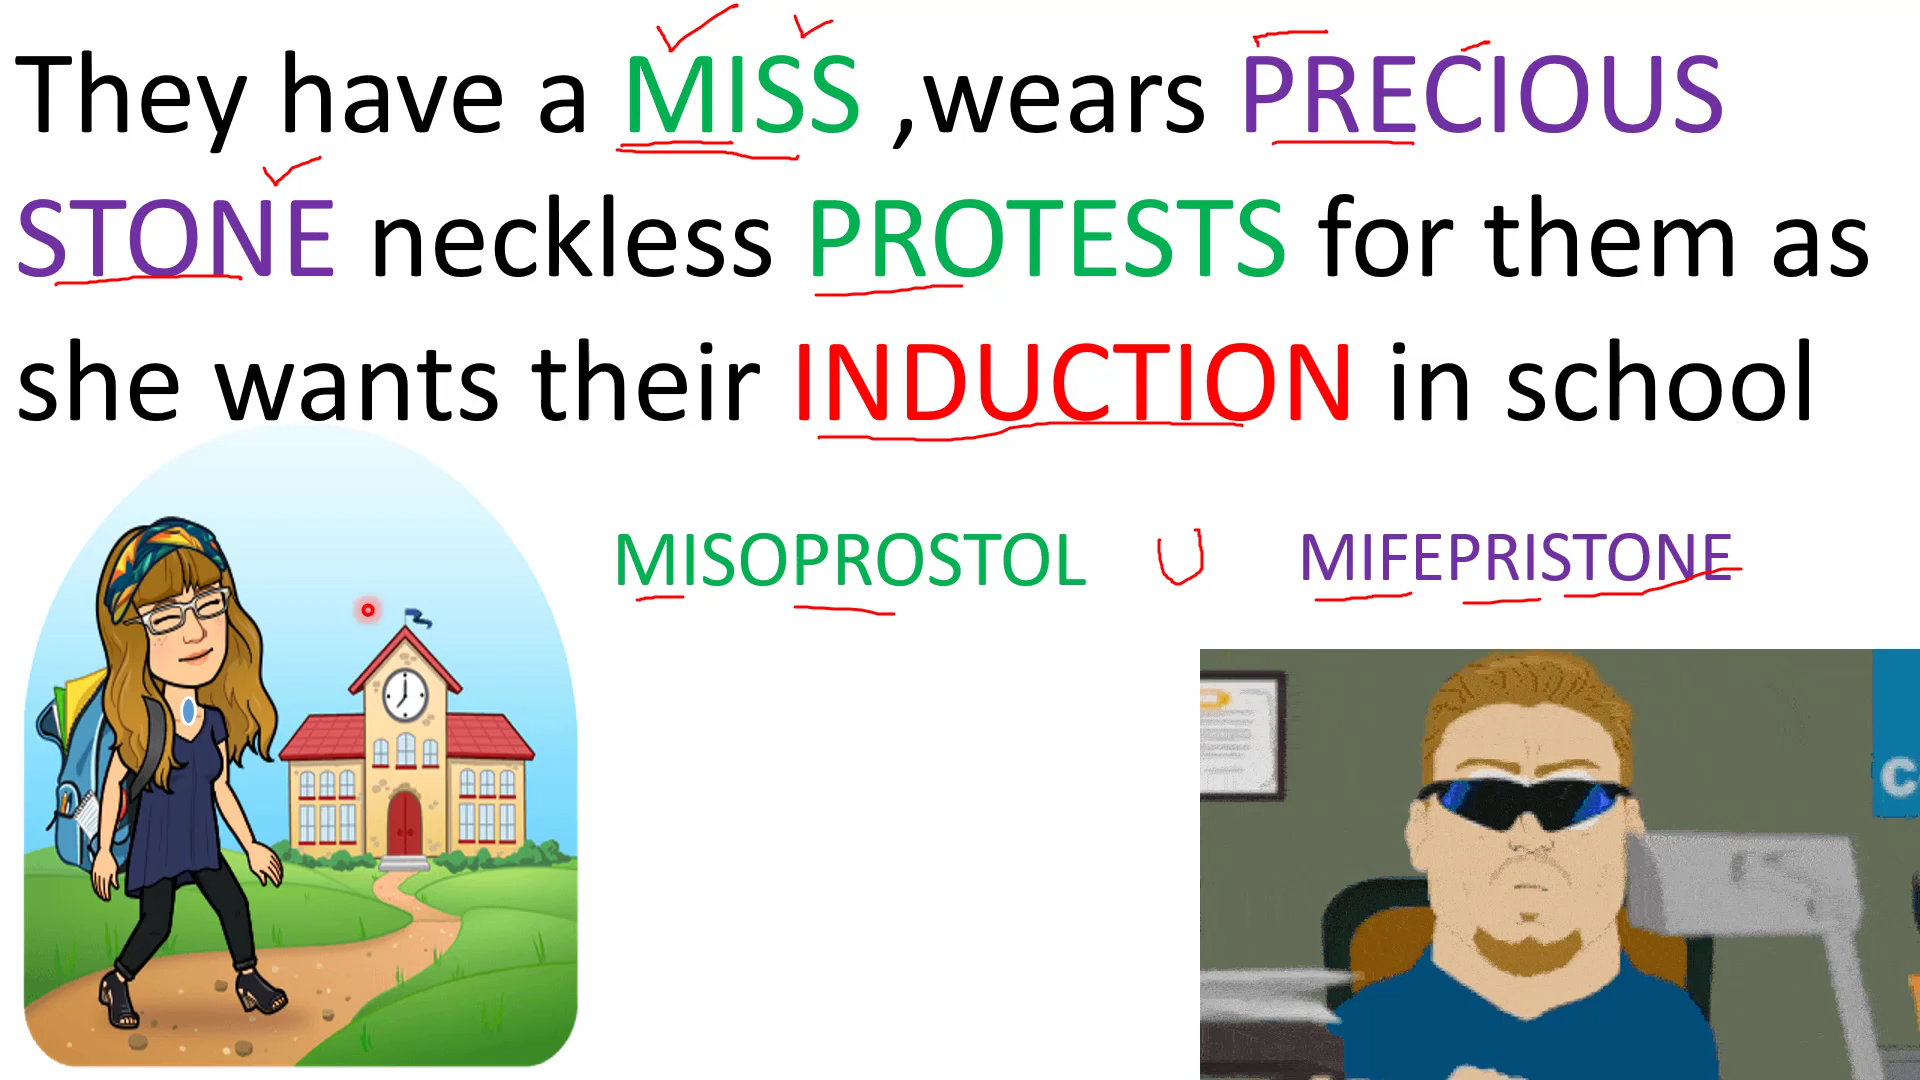 They have a MISS ,wears PRECIOUS
STONE neckless PROTESTS for them as
she wants their INDUCTION in school
MISOPROSTOL U MIFEPRISTONE
C